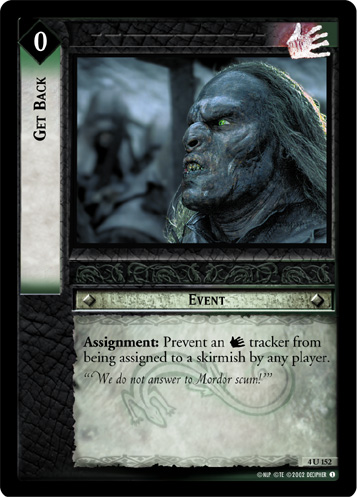 0
GET BACK
EVENT
Assignment: Prevent an tracker from
being assigned to a skirmish by any player.
“‘We do not answer to Mordor scum!’”
4 U 152
©NLP ™TE ©2002 DECIPHER